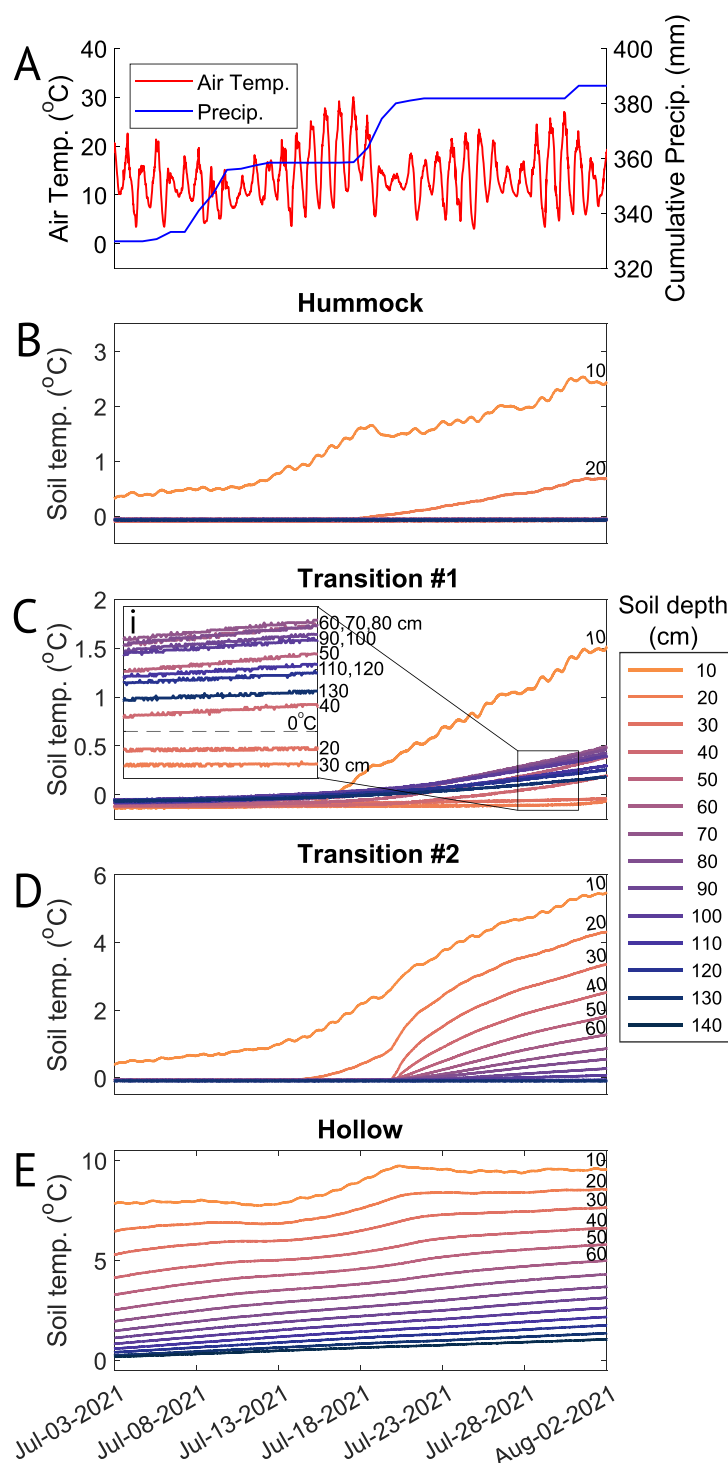 A
Air Temp. (°C)
40
30
20
10
0
Air Temp.
Precip.
400
380
360
340
320
Cumulative Precip. (mm)
Hummock
B
Soil temp. (°C)
3
2
1
0
10
20
Transition #1
C
Soil temp. (°C)
2
1.5
1
0.5
0
i
60,70,80 cm
90,100
50
110,120
130
40
0°C
20
30 cm
10
Soil depth
(cm)
10
20
30
40
50
60
70
80
90
100
110
120
130
140
Transition #2
D
Soil temp. (°C)
6
4
2
0
10
20
30
40
50
60
Hollow
E
Soil temp. (°C)
10
5
0
10
20
30
40
50
60
Jul-03-2021
Jul-08-2021
Jul-13-2021
Jul-18-2021
Jul-23-2021
Jul-28-2021
Aug-02-2021